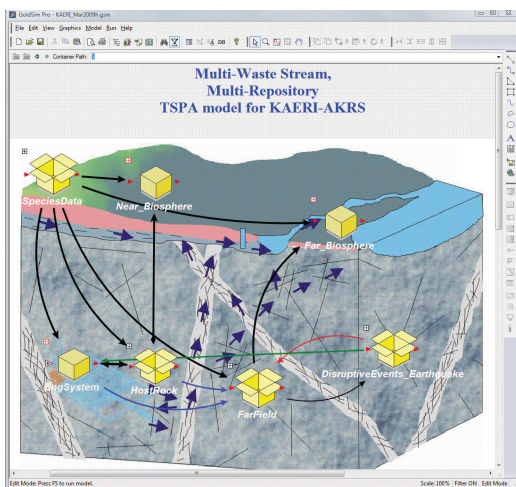 GoldSim Pro - KAERI_Mar2009h.gsm
File Edit View Graphics Model Run Help
Container Path: \
Multi-Waste Stream,
Multi-Repository
TSPA model for KAERI-AKRS
SpeciesData
Near_Biosphere
Far_Biosphere
EngSystem
HostRock
FarField
DisruptiveEvents_Earthquake
Edit Mode: Press F5 to run model.
Scale: 100% Filter ON Edit Mode